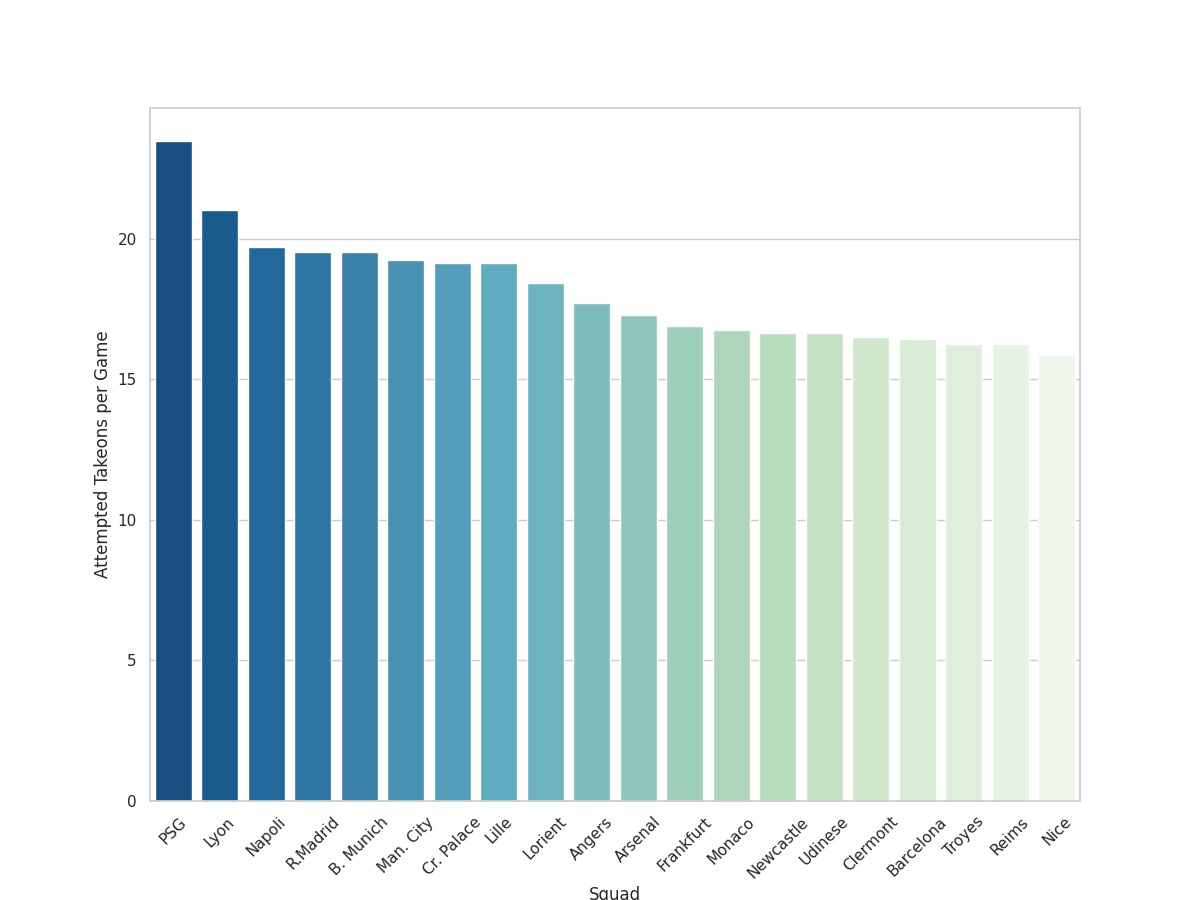 Attempted Takeons per Game
20
15
10
5
0
PSG
Lyon
Napoli
R.Madrid
B. Munich
Man. City
Cr. Palace
Lille
Lorient
Angers
Arsenal
Frankfurt
Monaco
Newcastle
Udinese
Clermont
Barcelona
Troyes
Reims
Nice
Squad